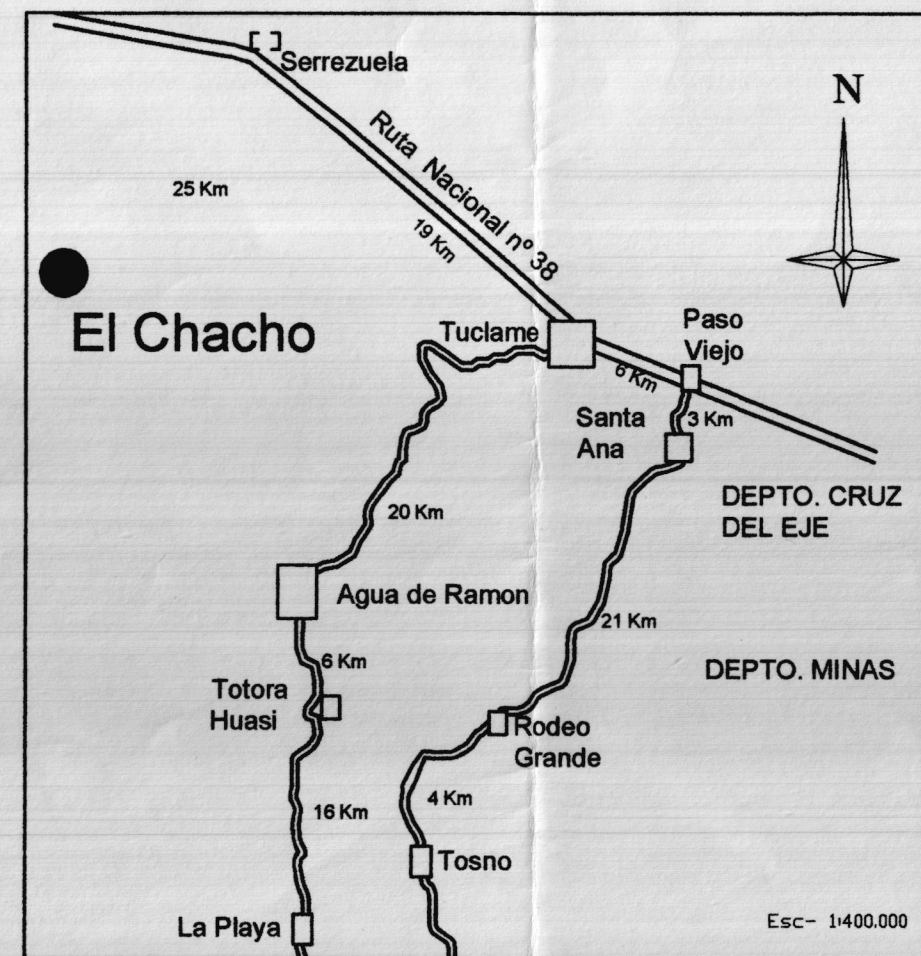 Serrezuela
N
Ruta Nacional nº 38
25 Km
19 Km
El Chacho
Tuclame
Paso
Viejo
6 Km
Santa
Ana
3 Km
DEPTO. CRUZ
DEL EJE
20 Km
Agua de Ramon
21 Km
6 Km
DEPTO. MINAS
Totora
Huasi
Rodeo
Grande
4 Km
16 Km
Tosno
La Playa
Esc- 1:400.000